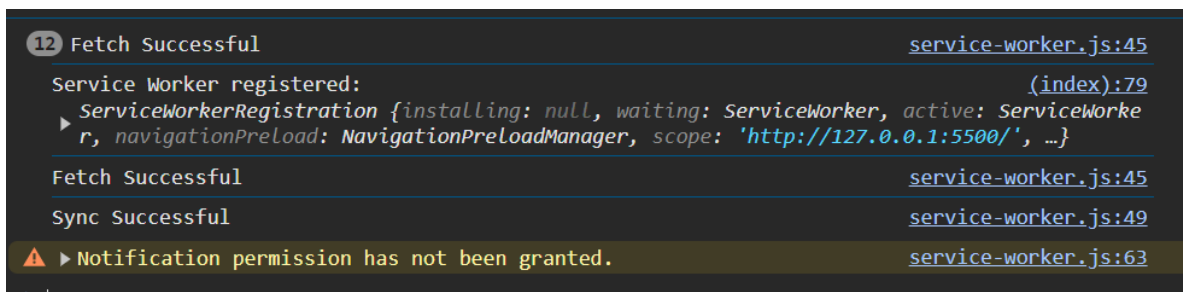 12 Fetch Successful service-worker.js:45
Service Worker registered: (index):79
ServiceWorkerRegistration {installing: null, waiting: ServiceWorker, active: ServiceWorke
r, navigationPreload: NavigationPreloadManager, scope: 'http://127.0.0.1:5500/', …}
Fetch Successful service-worker.js:45
Sync Successful service-worker.js:49
Notification permission has not been granted. service-worker.js:63